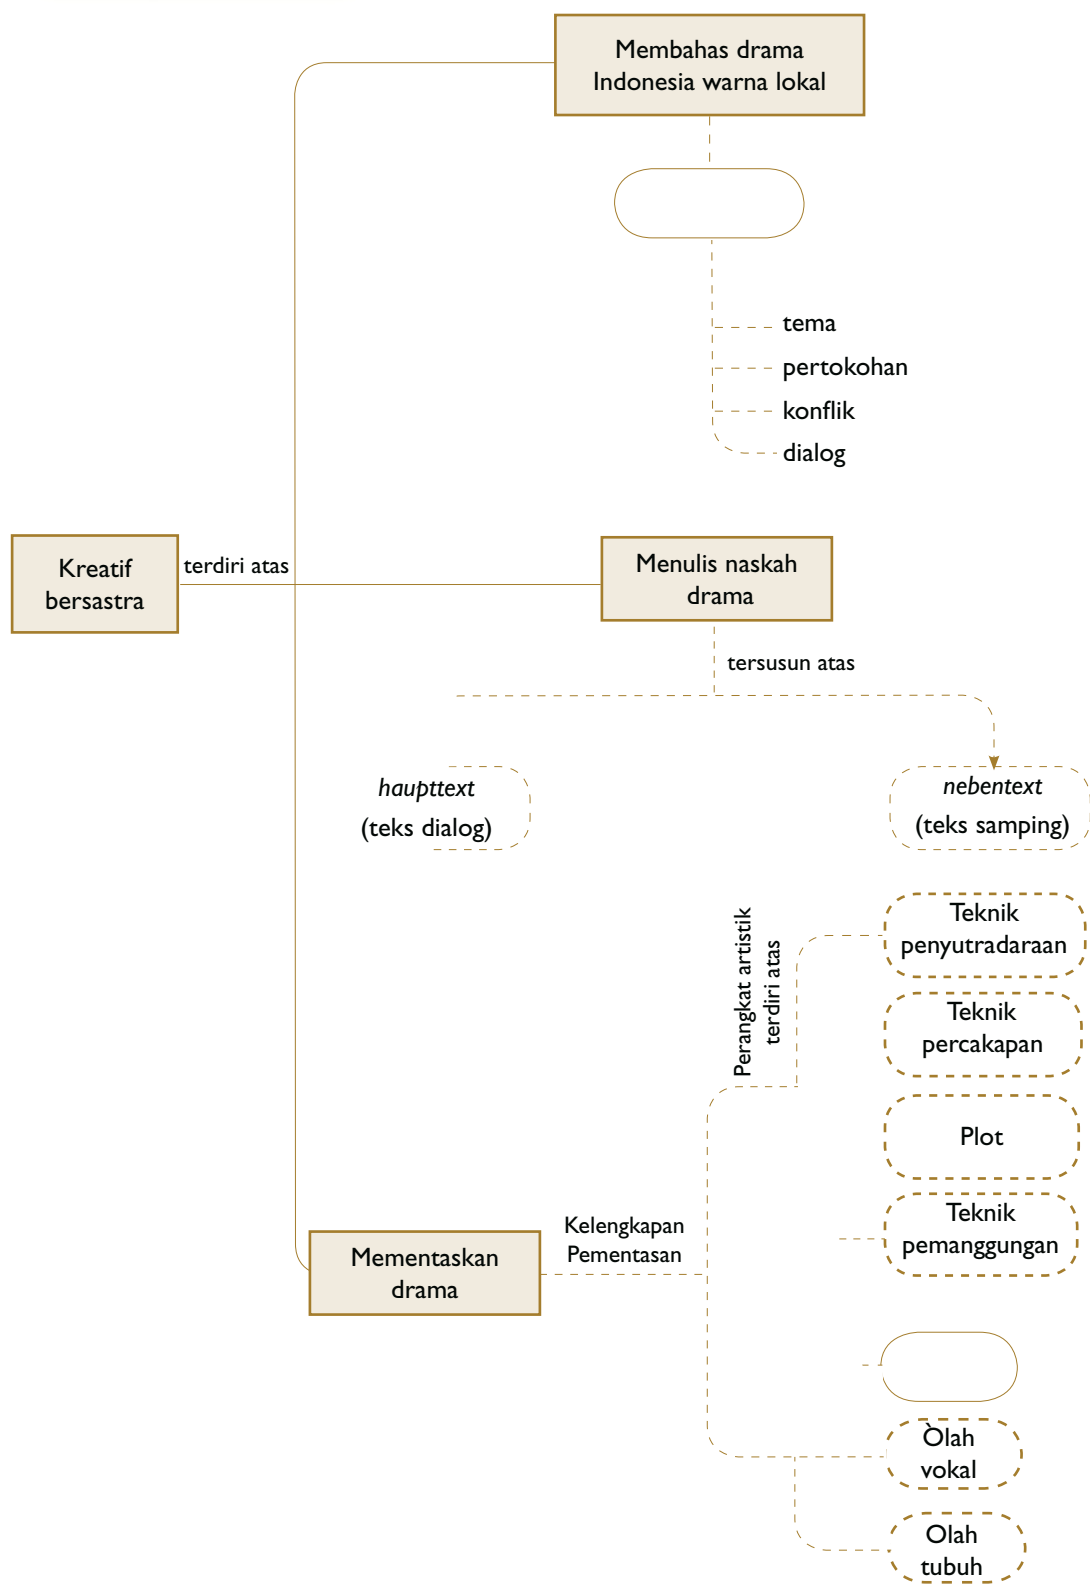 Membahas drama
Indonesia warna lokal
tema
pertokohan
konflik
dialog
Kreatif
bersastra
terdiri atas
Menulis naskah
drama
tersusun atas
haupttext
(teks dialog)
nebentext
(teks samping)
Perangkat artistik
terdiri atas
Teknik
penyutradaraan
Teknik
percakapan
Plot
Teknik
pemanggungan
Kelengkapan
Pementasan
Mementaskan
drama
Òlah
vokal
Olah
tubuh